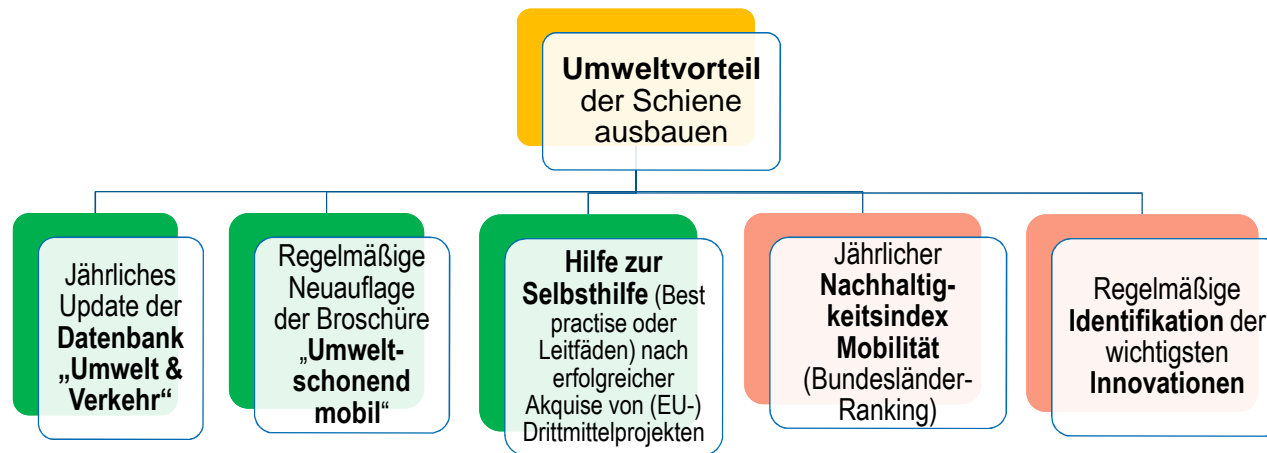 Umweltvorteil
der Schiene
ausbauen
Jährliches
Update der
Datenbank
„Umwelt &
Verkehr“
Regelmäßige
Neuauflage
der Broschüre
„Umwelt-
schonend
mobil“
Hilfe zur
Selbsthilfe (Best
practise oder
Leitfäden) nach
erfolgreicher
Akquise von (EU-)
Drittmittelprojekten
Jährlicher
Nachhaltig-
keitsindex
Mobilität
(Bundesländer-
Ranking)
Regelmäßige
Identifikation der
wichtigsten
Innovationen